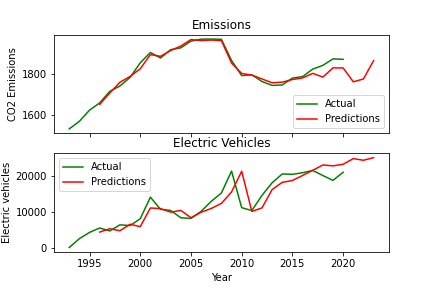 Emissions
CO2 Emissions
1800
1600
Actual
Predictions
Electric Vehicles
Electric vehicles
20000
10000
0
Actual
Predictions
1995 2000 2005 2010 2015 2020
Year